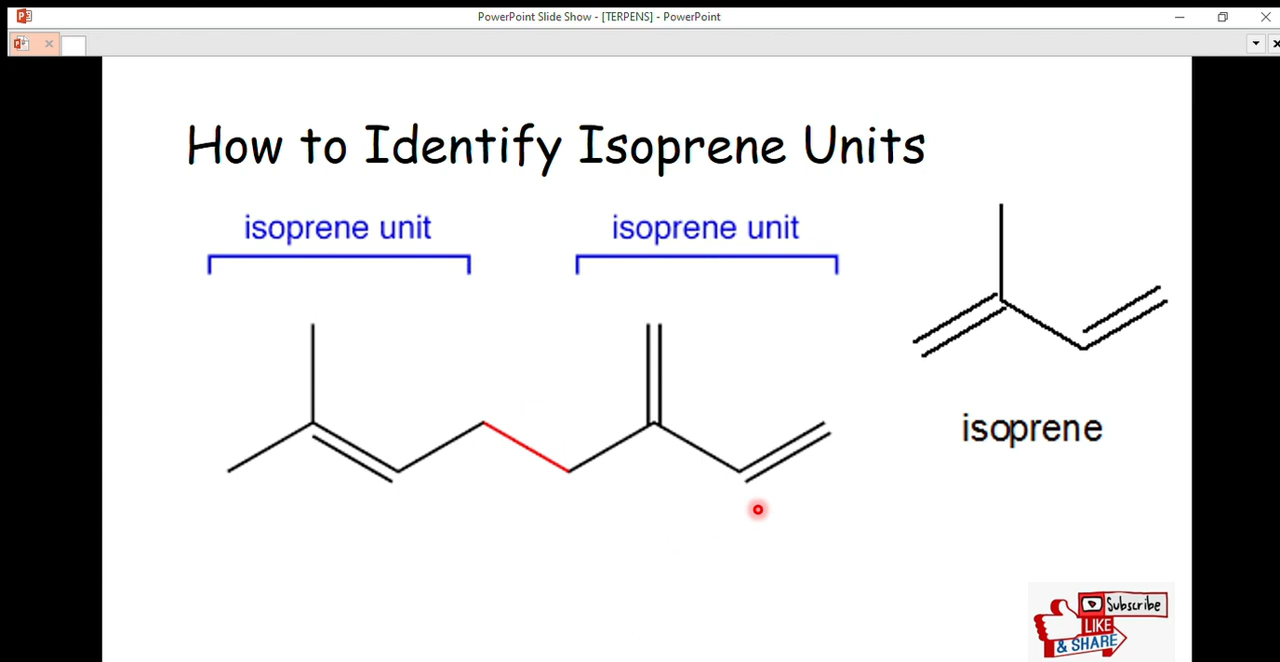 PowerPoint Slide Show - [TERPENS] - PowerPoint
How to Identify Isoprene Units
isoprene unit
isoprene unit
isoprene
Subscribe
LIKE
& SHARE